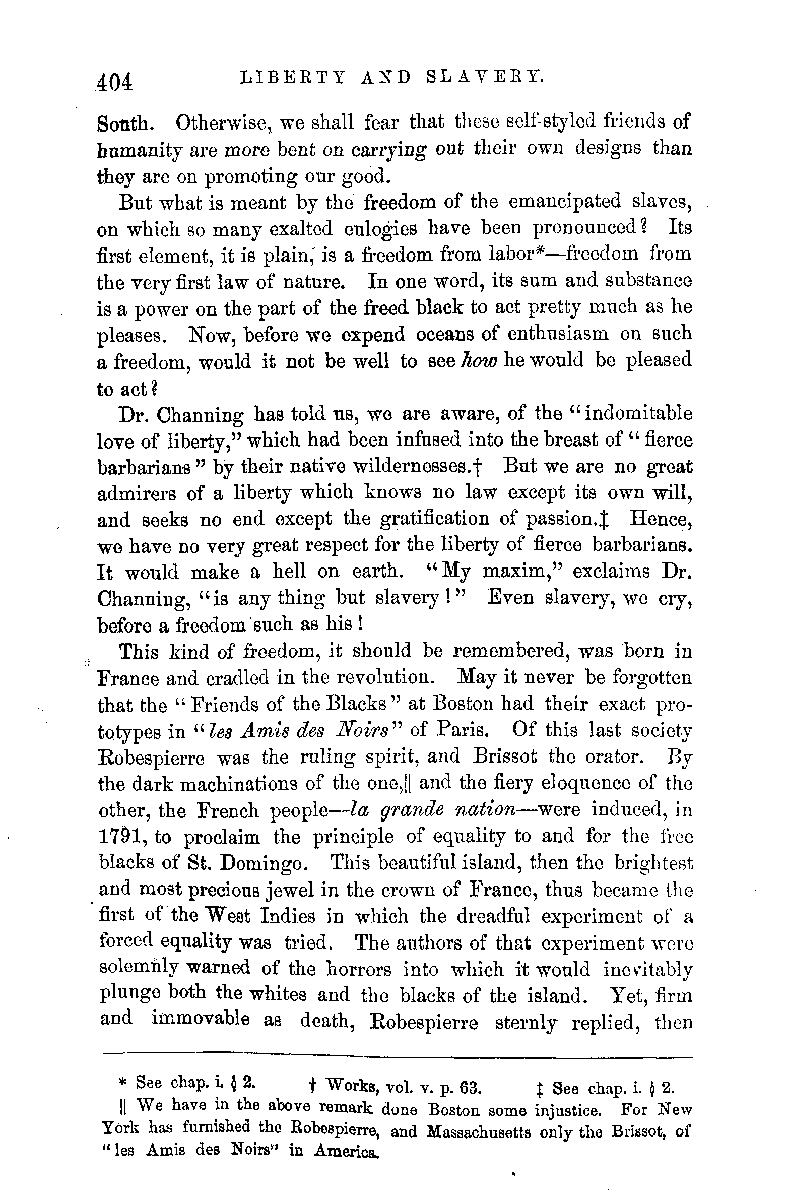 404 LIBERTY AND SLAVERY.
South. Otherwise, we shall fear that these self-styled friends of
humanity are more bent on carrying out their own designs than
they are on promoting our good.
But what is meant by the freedom of the emancipated slaves,
on which so many exalted eulogies have been pronounced? Its
first element, it is plain, is a freedom from labor*—freedom from
the very first law of nature. In one word, its sum and substance
is a power on the part of the freed black to act pretty much as he
pleases. Now, before we expend oceans of enthusiasm on such
a freedom, would it not be well to see how he would be pleased
to act?
Dr. Channing has told us, we are aware, of the "indomitable
love of liberty," which had been infused into the breast of "fierce
barbarians" by their native wildernesses.† But we are no great
admirers of a liberty which knows no law except its own will,
and seeks no end except the gratification of passion.‡ Hence,
we have no very great respect for the liberty of fierce barbarians.
It would make a hell on earth. "My maxim," exclaims Dr.
Channing, "is any thing but slavery!" Even slavery, we cry,
before a freedom such as his!
This kind of freedom, it should be remembered, was born in
France and cradled in the revolution. May it never be forgotten
that the "Friends of the Blacks" at Boston had their exact pro-
totypes in "les Amis des Noirs" of Paris. Of this last society
Robespierre was the ruling spirit, and Brissot the orator. By
the dark machinations of the one,|| and the fiery eloquence of the
other, the French people—la grande nation—were induced, in
1791, to proclaim the principle of equality to and for the free
blacks of St. Domingo. This beautiful island, then the brightest
and most precious jewel in the crown of France, thus became the
first of the West Indies in which the dreadful experiment of a
forced equality was tried. The authors of that experiment were
solemnly warned of the horrors into which it would inevitably
plunge both the whites and the blacks of the island. Yet, firm
and immovable as death, Robespierre sternly replied, then
* See chap. i. § 2. † Works, vol. v. p. 63. ‡ See chap. i. § 2.
|| We have in the above remark done Boston some injustice. For New
York has furnished the Robespierre, and Massachusetts only the Brissot, of
"les Amis des Noirs" in America.